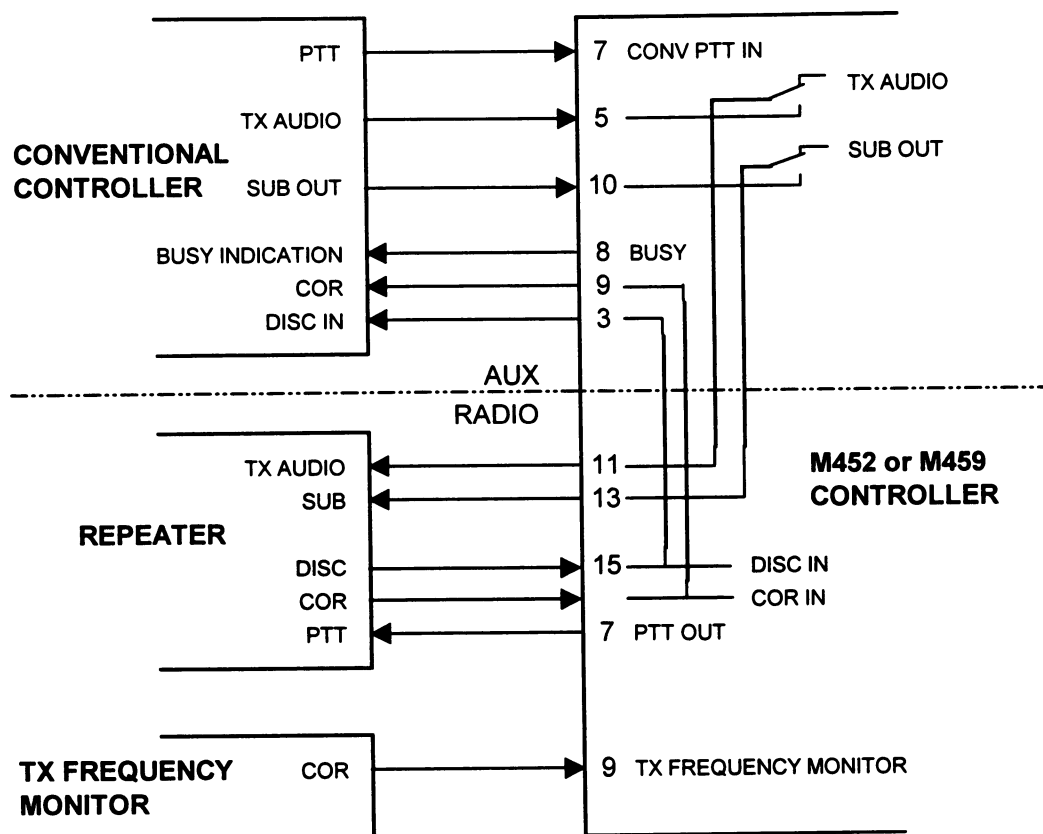 PTT 7 CONV PTT IN
TX AUDIO
TX AUDIO 5
CONVENTIONAL
CONTROLLER
SUB OUT
SUB OUT 10
BUSY INDICATION 8 BUSY
COR 9
DISC IN 3
AUX
RADIO
TX AUDIO 11
M452 or M459
CONTROLLER
SUB 13
REPEATER
DISC 15 DISC IN
COR COR IN
PTT 7 PTT OUT
TX FREQUENCY
MONITOR
COR 9 TX FREQUENCY MONITOR